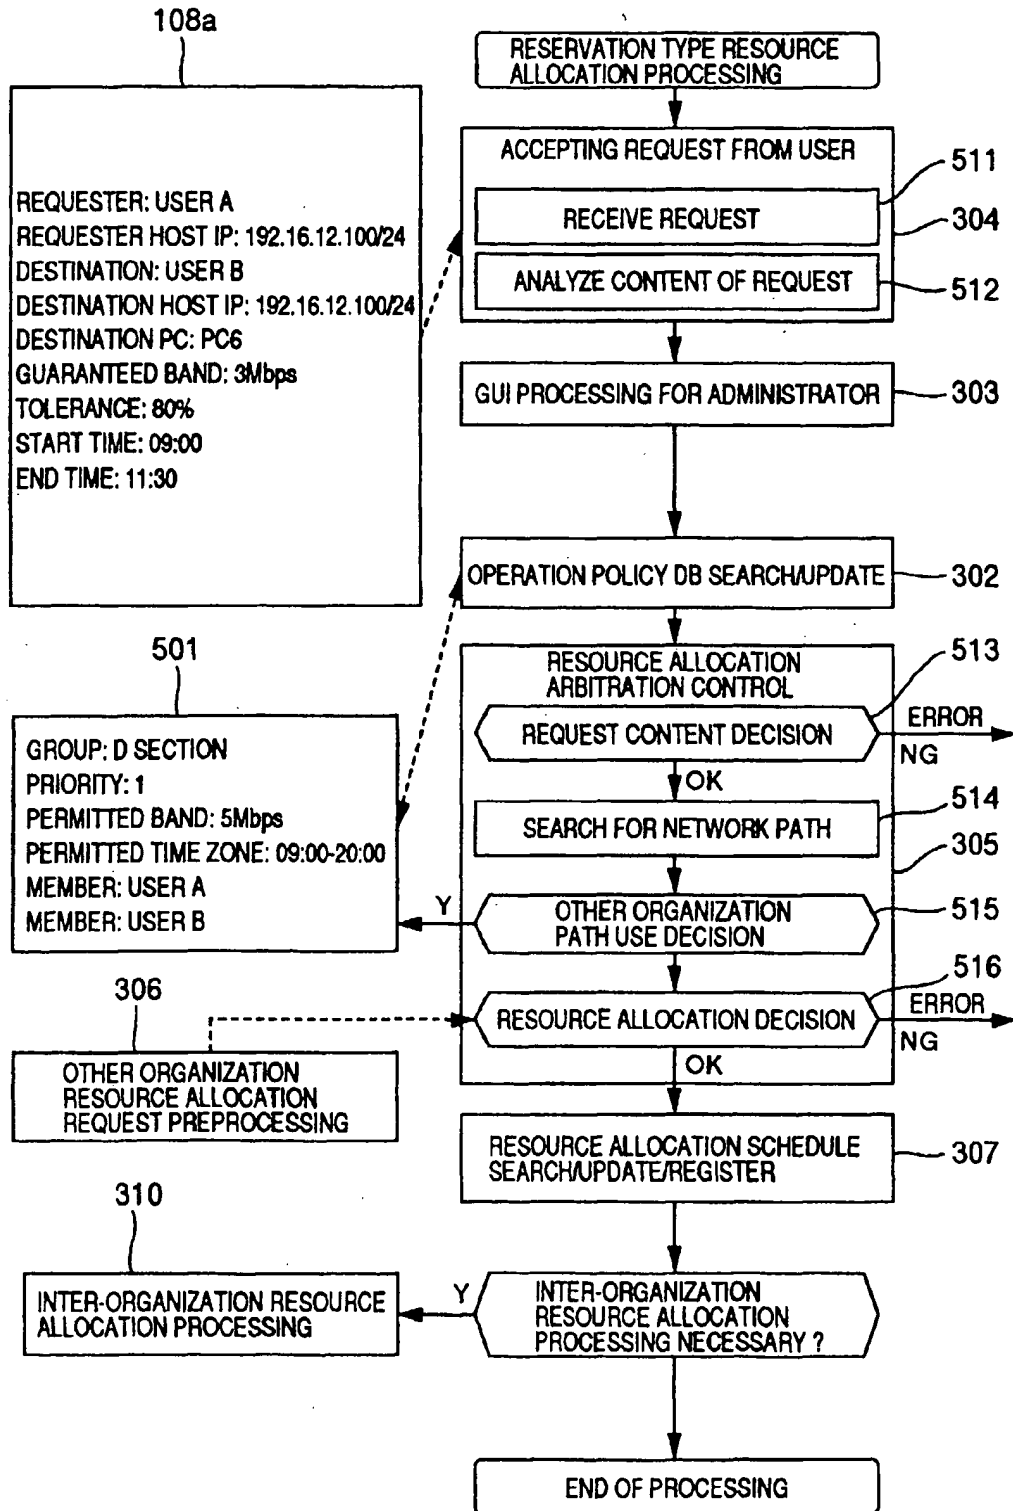 108a
RESERVATION TYPE RESOURCE
ALLOCATION PROCESSING
REQUESTER: USER A
REQUESTER HOST IP: 192.16.12.100/24
DESTINATION: USER B
DESTINATION HOST IP: 192.16.12.100/24
DESTINATION PC: PC6
GUARANTEED BAND: 3Mbps
TOLERANCE: 80%
START TIME: 09:00
END TIME: 11:30
ACCEPTING REQUEST FROM USER
511
RECEIVE REQUEST
304
ANALYZE CONTENT OF REQUEST
512
GUI PROCESSING FOR ADMINISTRATOR
303
OPERATION POLICY DB SEARCH/UPDATE
302
501
GROUP: D SECTION
PRIORITY: 1
PERMITTED BAND: 5Mbps
PERMITTED TIME ZONE: 09:00-20:00
MEMBER: USER A
MEMBER: USER B
RESOURCE ALLOCATION
ARBITRATION CONTROL
513
REQUEST CONTENT DECISION
ERROR
NG
OK
514
SEARCH FOR NETWORK PATH
305
Y
OTHER ORGANIZATION
PATH USE DECISION
515
516
306
OTHER ORGANIZATION
RESOURCE ALLOCATION
REQUEST PREPROCESSING
RESOURCE ALLOCATION DECISION
ERROR
NG
OK
RESOURCE ALLOCATION SCHEDULE
SEARCH/UPDATE/REGISTER
307
310
INTER-ORGANIZATION RESOURCE
ALLOCATION PROCESSING
Y
INTER-ORGANIZATION
RESOURCE ALLOCATION
PROCESSING NECESSARY ?
END OF PROCESSING